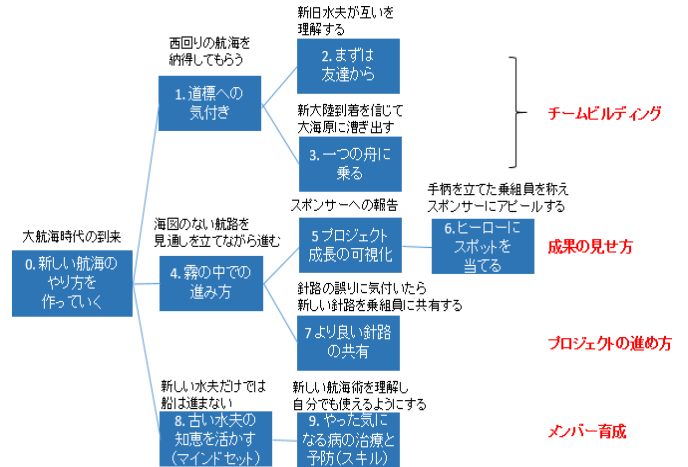 新旧水夫が互いを
理解する
2. まずは
友達から
西回りの航海を
納得してもらう
1. 道標への
気付き
チームビルディング
新大陸到着を信じて
大海原に漕ぎ出す
3. 一つの舟に
乗る
大航海時代の到来
0. 新しい航海の
やり方を
作っていく
海図のない航路を
見通しを立てながら進む
4. 霧の中での
進み方
スポンサーへの報告
5 プロジェクト
成長の可視化
手柄を立てた乗組員を称え
スポンサーにアピールする
6. ヒーローに
スポットを
当てる
成果の見せ方
針路の誤りに気付いたら
新しい針路を乗組員に共有する
7 より良い針路
の共有
プロジェクトの進め方
新しい水夫だけでは
船は進まない
8. 古い水夫の
知恵を活かす
(マインドセット)
新しい航海術を理解し
自分でも使えるようにする
9. やった気に
なる病の治療と
予防(スキル)
メンバー育成